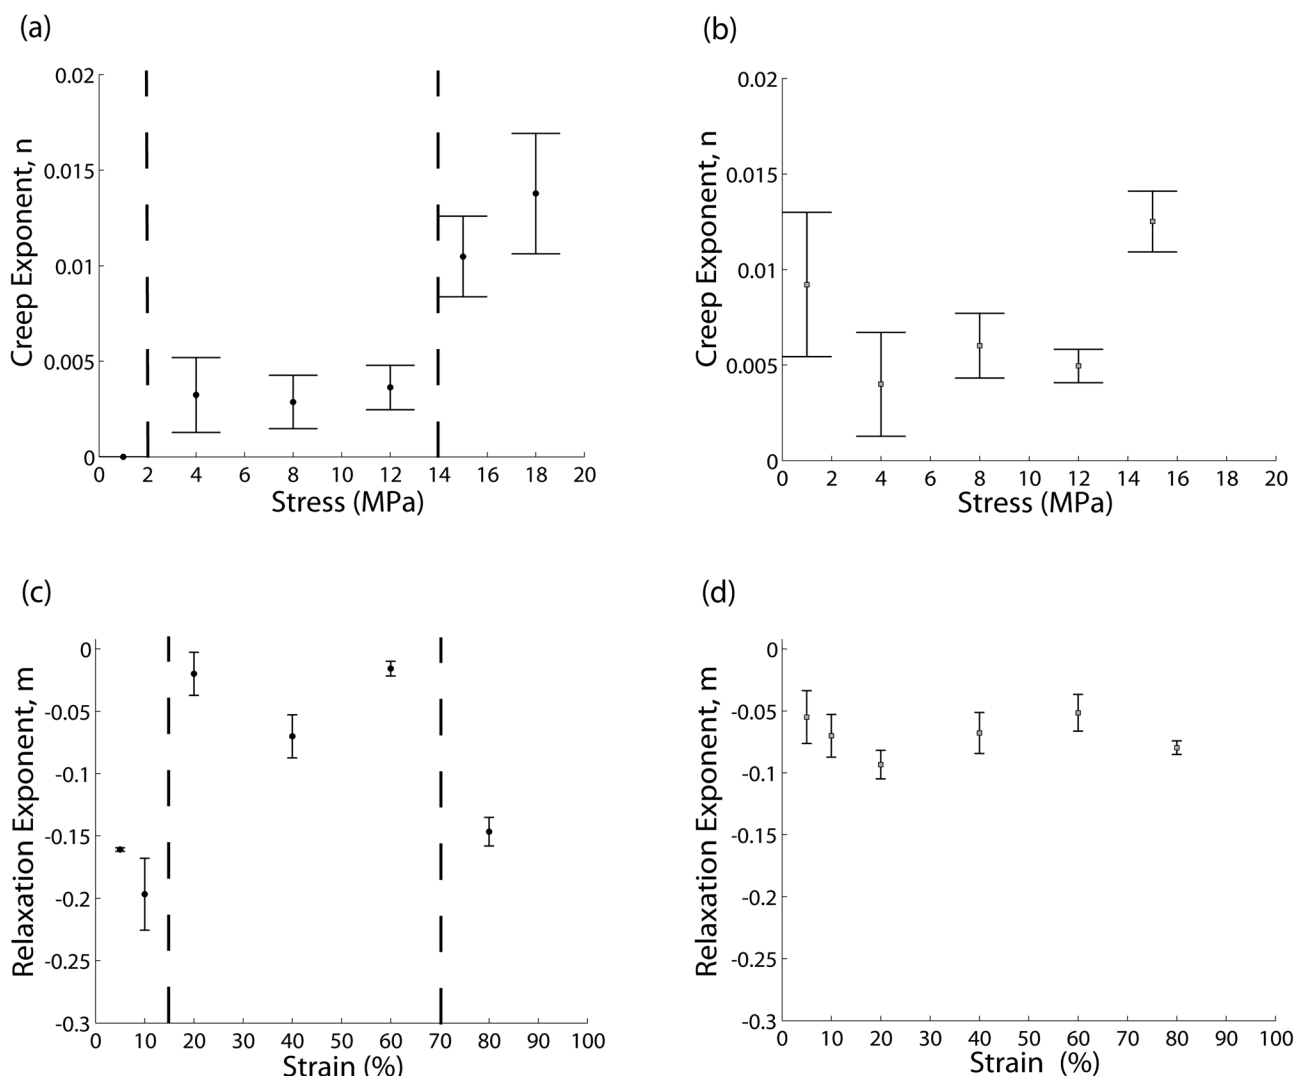 (a)
0.02
0.015
0.01
0.005
0
Creep Exponent, n
0 2 4 6 8 10 12 14 16 18 20
Stress (MPa)
(b)
0.02
0.015
0.01
0.005
0
Creep Exponent, n
0 2 4 6 8 10 12 14 16 18 20
Stress (MPa)
(c)
0
-0.05
-0.1
-0.15
-0.2
-0.25
-0.3
Relaxation Exponent, m
0 10 20 30 40 50 60 70 80 90 100
Strain (%)
(d)
0
-0.05
-0.1
-0.15
-0.2
-0.25
-0.3
Relaxation Exponent, m
0 10 20 30 40 50 60 70 80 90 100
Strain (%)